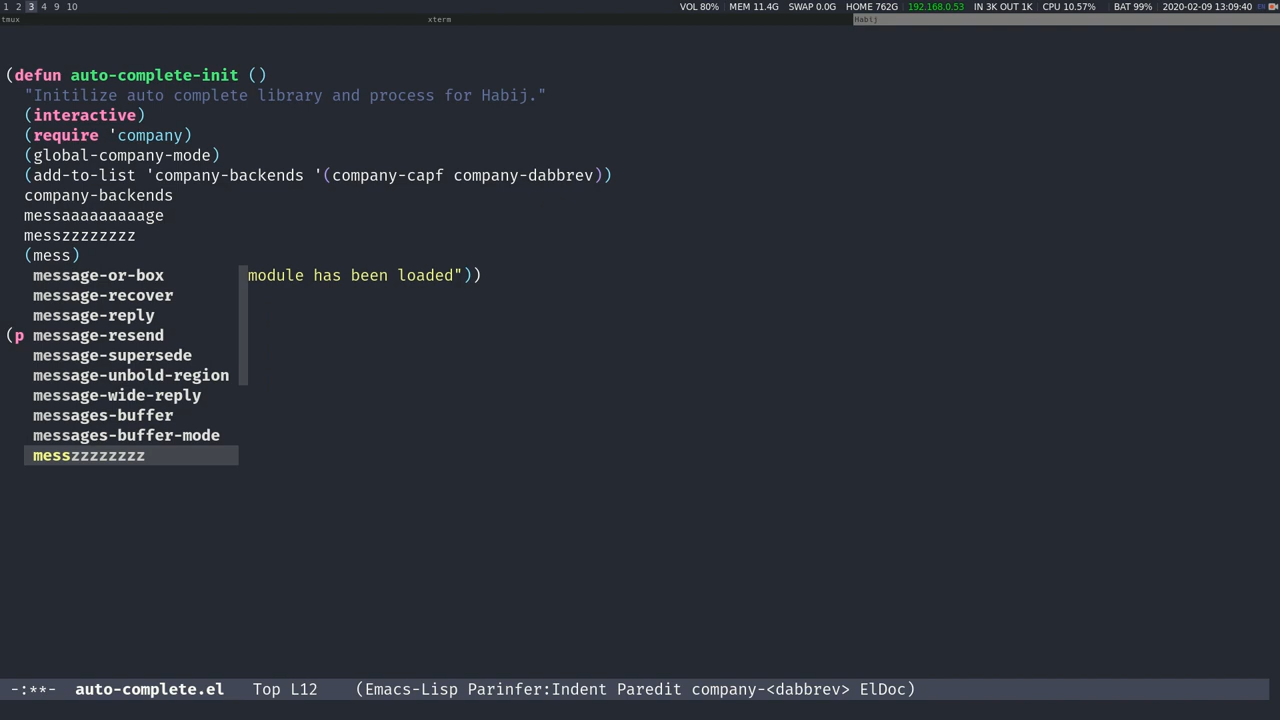 1 2 3 4 9 10 VOL 80% MEM 11.4G SWAP 0.0G HOME 762G 192.168.0.53 IN 3K OUT 1K CPU 10.57% BAT 99% 2020-02-09 13:09:40 EN
tmux xterm Habij
(defun auto-complete-init ()
"Initilize auto complete library and process for Habij."
(interactive)
(require 'company)
(global-company-mode)
(add-to-list 'company-backends '(company-capf company-dabbrev))
company-backends
messaaaaaaaaage
messzzzzzzzz
(mess)
message-or-box module has been loaded"))
message-recover
message-reply
(p message-resend
message-supersede
message-unbold-region
message-wide-reply
messages-buffer
messages-buffer-mode
messzzzzzzzz
-:**- auto-complete.el Top L12 (Emacs-Lisp Parinfer:Indent Paredit company-<dabbrev> ElDoc)